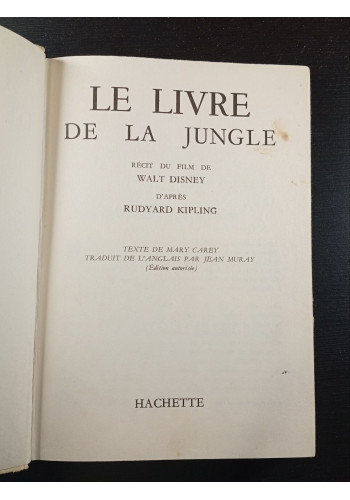 LE LIVRE
DE LA JUNGLE
RÉCIT DU FILM DE
WALT DISNEY
D'APRÈS
RUDYARD KIPLING
TEXTE DE MARY CAREY
TRADUIT DE L'ANGLAIS PAR JEAN MURAY
(Édition autorisée)
HACHETTE